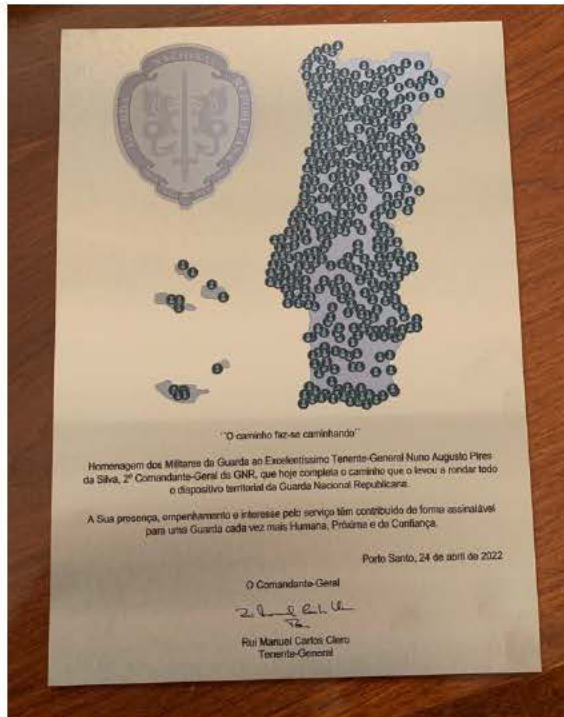 GUARDA NACIONAL REPUBLICANA
"O caminho faz-se caminhando"
Homenagem dos Militares da Guarda ao Excelentíssimo Tenente-General Nuno Augusto Pires
da Silva, 2º Comandante-Geral da GNR, que hoje completa o caminho que o levou a rondar todo
o dispositivo territorial da Guarda Nacional Republicana.
A Sua presença, empenhamento e interesse pelo serviço têm contribuído de forma assinalável
para uma Guarda cada vez mais Humana, Próxima e de Confiança.
Porto Santo, 24 de abril de 2022
O Comandante-Geral
Rui Manuel Carlos Clero
Tenente-General